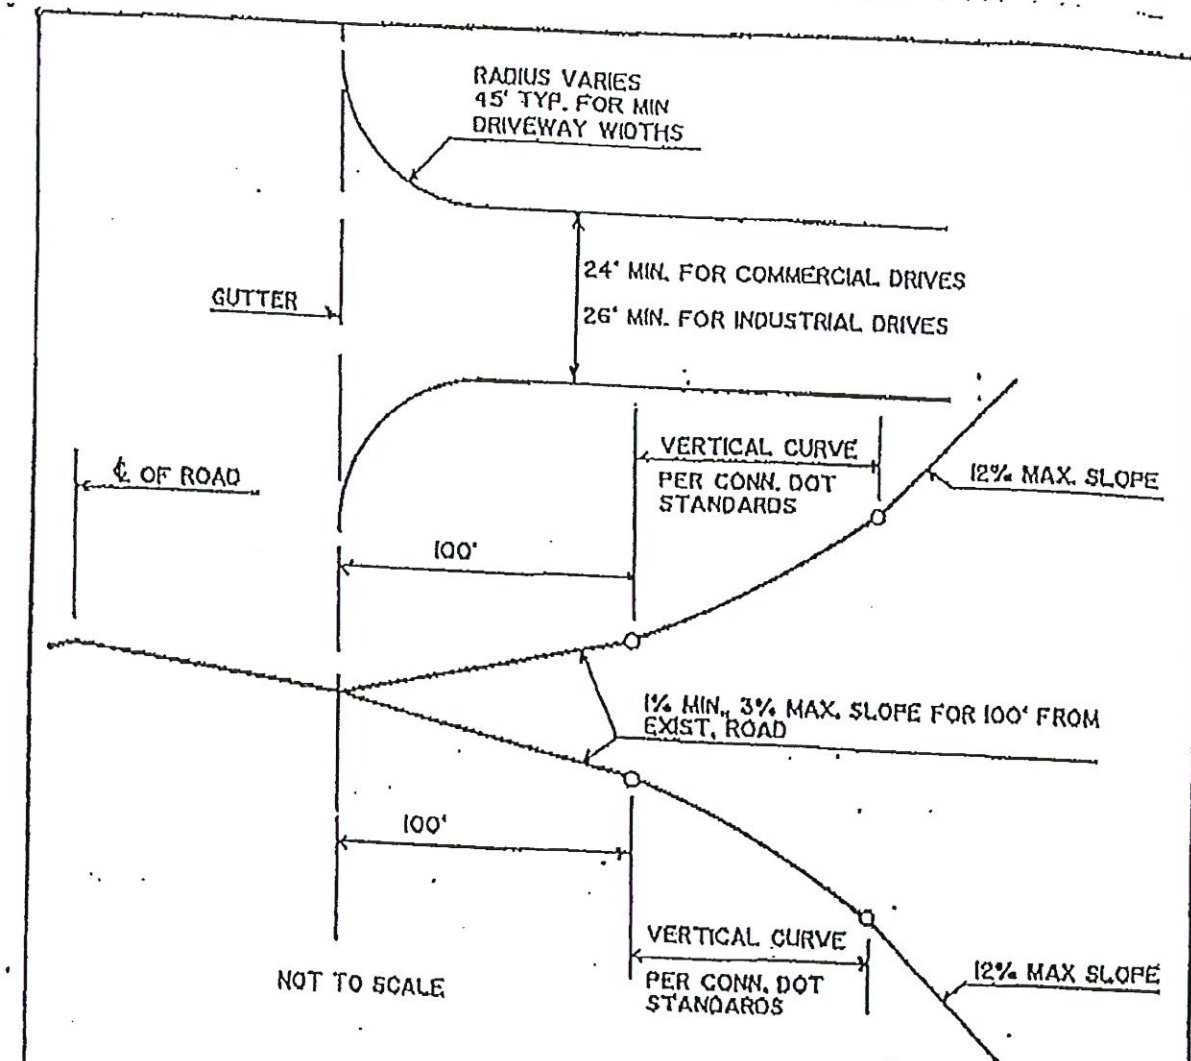 RADIUS VARIES
45' TYP. FOR MIN
DRIVEWAY WIDTHS
24' MIN. FOR COMMERCIAL DRIVES
26' MIN. FOR INDUSTRIAL DRIVES
GUTTER
℄ OF ROAD
VERTICAL CURVE
PER CONN. DOT
STANDARDS
12% MAX. SLOPE
100'
1% MIN., 3% MAX. SLOPE FOR 100' FROM
EXIST. ROAD
100'
VERTICAL CURVE
PER CONN. DOT
STANDARDS
12% MAX SLOPE
NOT TO SCALE